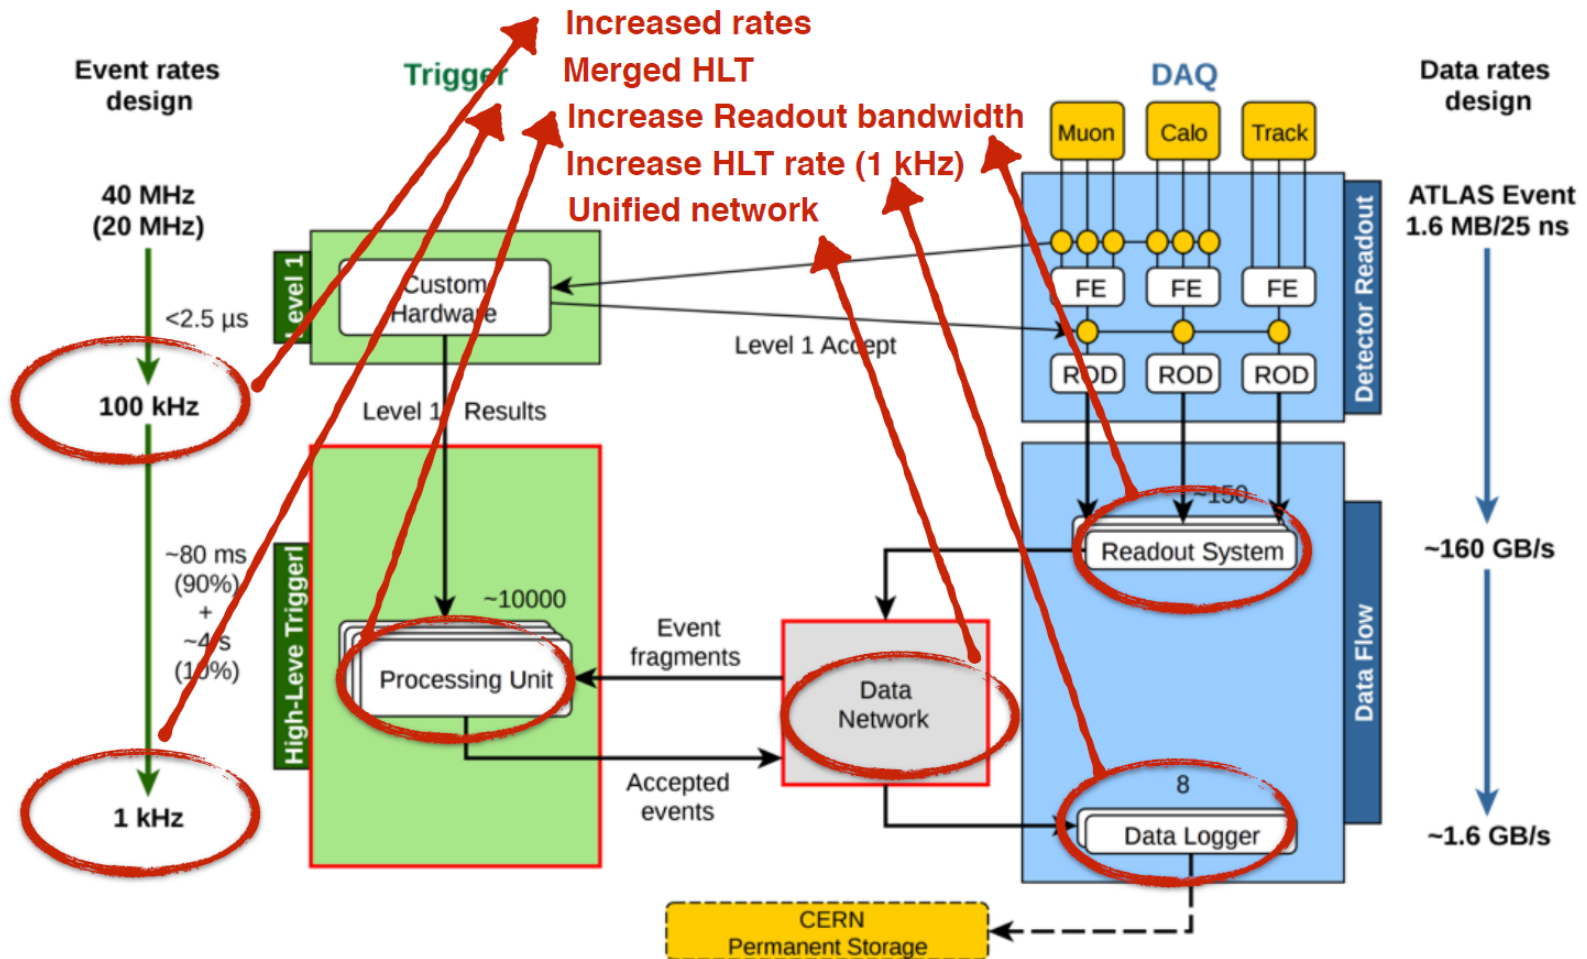 Increased rates
Merged HLT
Increase Readout bandwidth
Increase HLT rate (1 kHz)
Unified network
Event rates
design
Trigger
DAQ
Data rates
design
Muon
Calo
Track
40 MHz
(20 MHz)
ATLAS Event
1.6 MB/25 ns
Level 1
Custom
Hardware
FE
FE
FE
Detector Readout
<2.5 µs
Level 1 Accept
ROD
ROD
ROD
100 kHz
Level 1 Results
~150
Readout System
~160 GB/s
~80 ms
(90%)
+
~4 s
(10%)
High-Leve Triggerl
~10000
Processing Unit
Event
fragments
Data
Network
Data Flow
Accepted
events
8
Data Logger
1 kHz
~1.6 GB/s
CERN
Permanent Storage